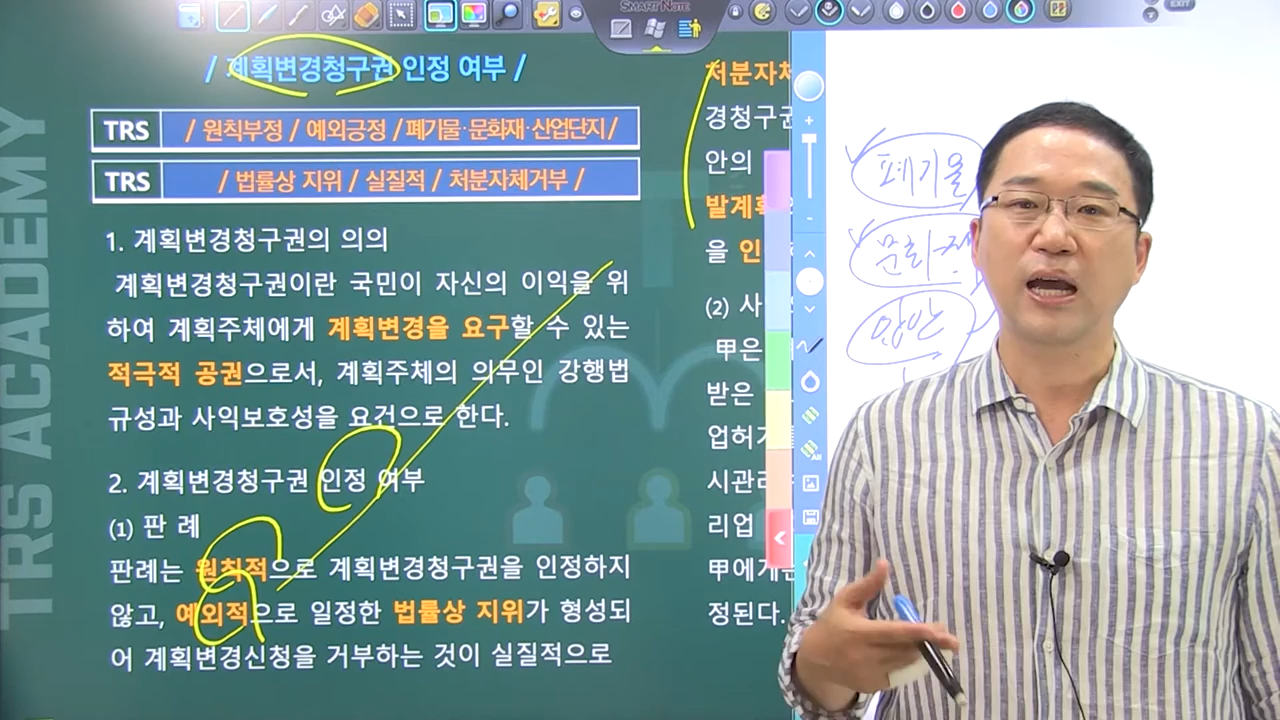 SMART NOTE
EXIT
/ 계획변경청구권 인정 여부 /
TRS / 원칙부정 / 예외긍정 / 폐기물·문화재·산업단지 /
TRS / 법률상 지위 / 실질적 / 처분자체거부 /
1. 계획변경청구권의 의의
계획변경청구권이란 국민이 자신의 이익을 위
하여 계획주체에게 계획변경을 요구할 수 있는
적극적 공권으로서, 계획주체의 의무인 강행법
규성과 사익보호성을 요건으로 한다.
2. 계획변경청구권 인정 여부
(1) 판 례
판례는 원칙적으로 계획변경청구권을 인정하지
않고, 예외적으로 일정한 법률상 지위가 형성되
어 계획변경신청을 거부하는 것이 실질적으로
처분자체
경청구권
안의
발계획
을 인
(2) 사
甲은
받은
업허가
시관리
리업
甲에게는
정된다.
폐기물
문화재
TRS ACADEMY
All